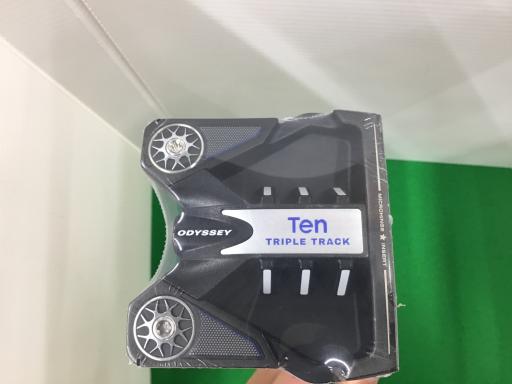 ODYSSEY
Ten
TRIPLE TRACK
MICROHINGE ★ INSERT